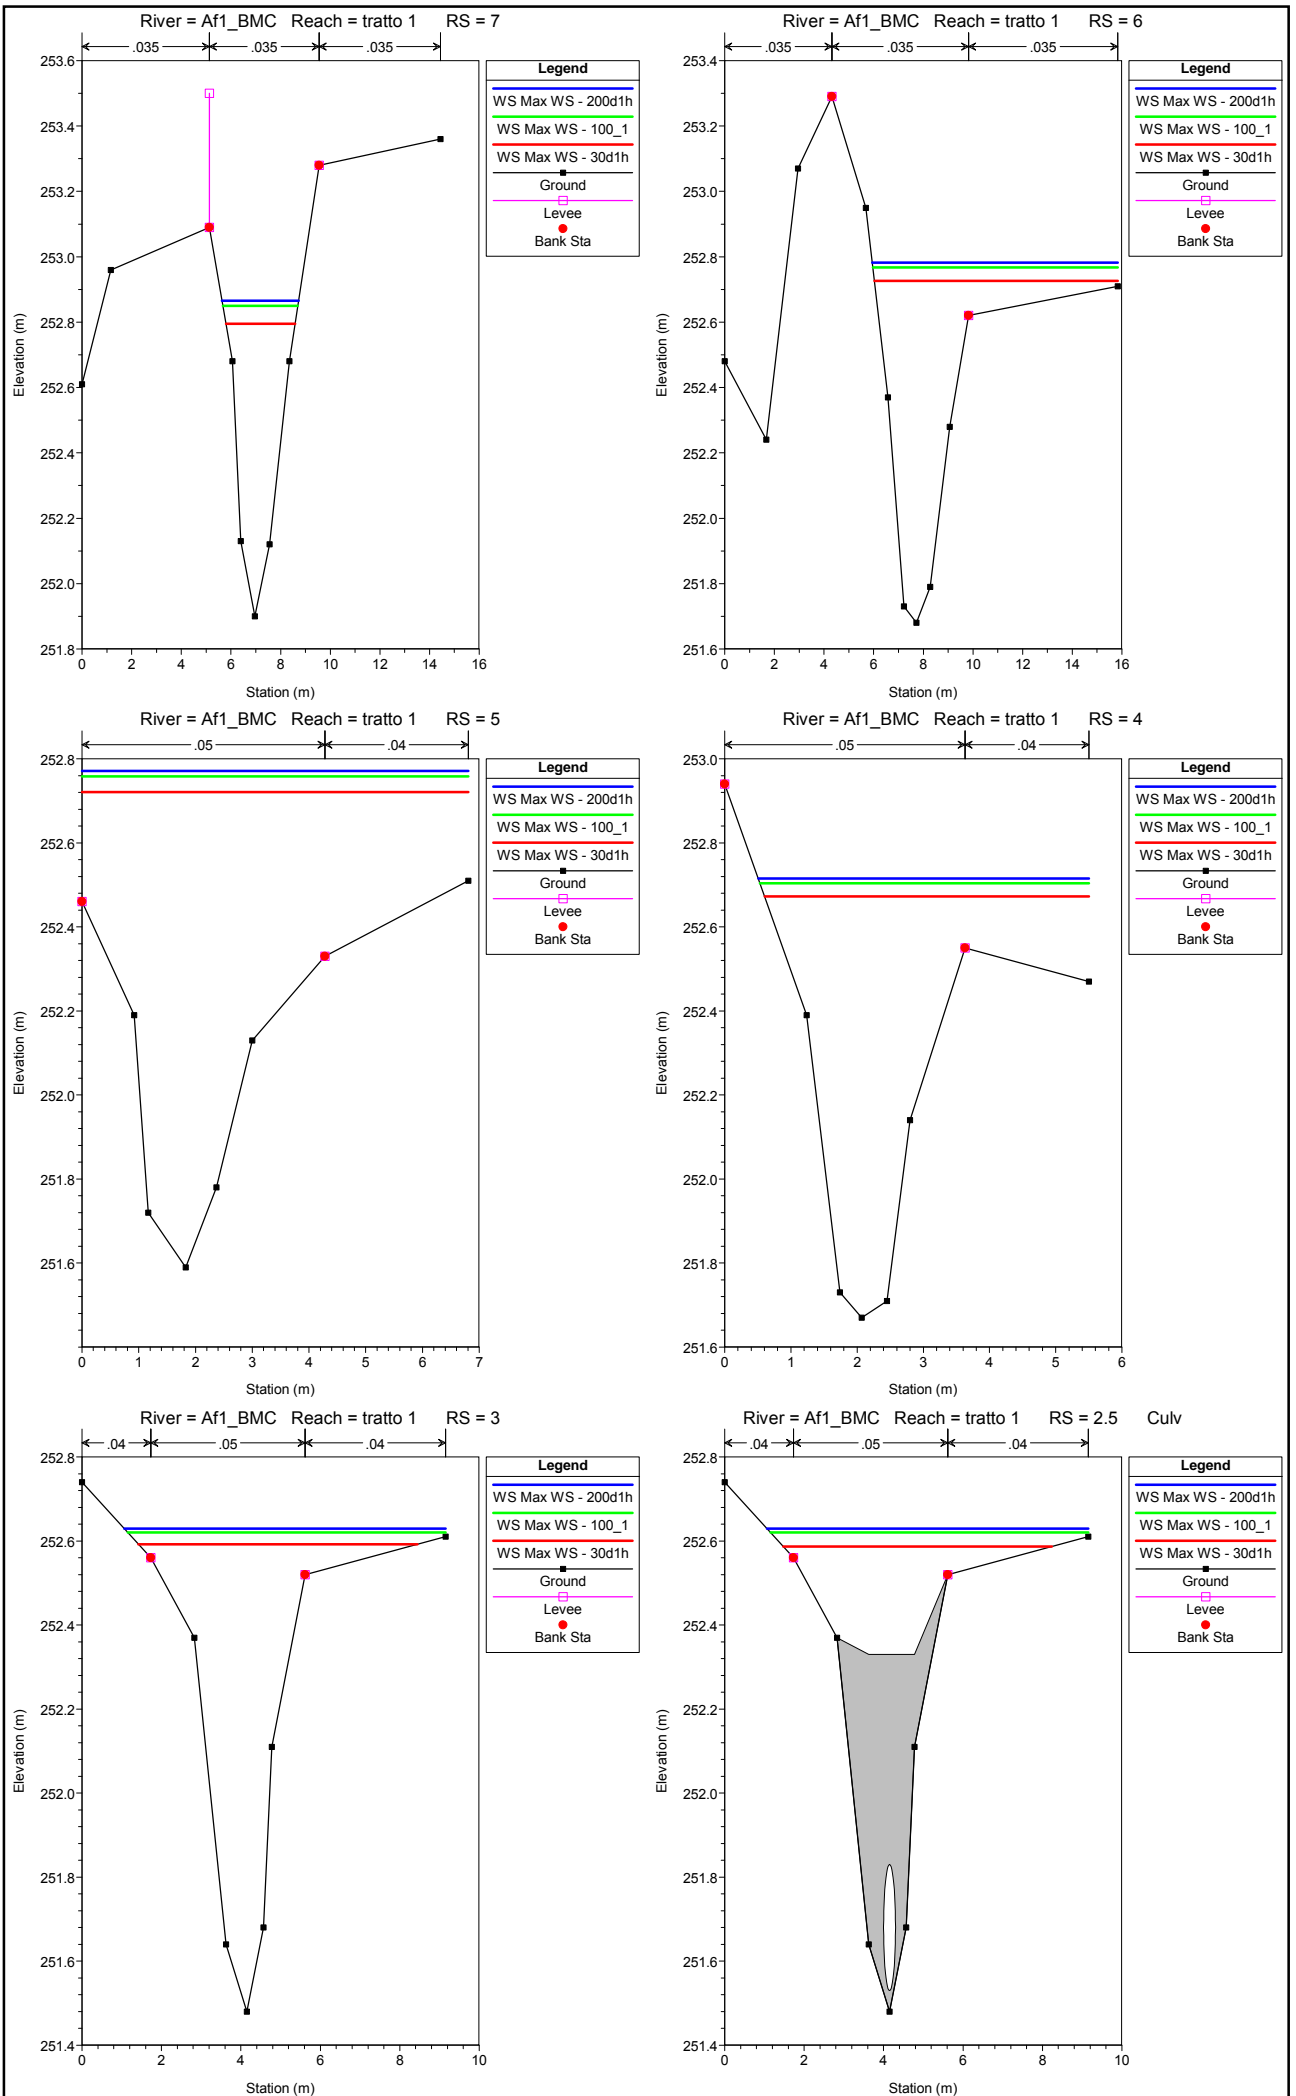 River = Af1_BMC Reach = tratto 1 RS = 7
.035 .035 .035
253.6
253.4
253.2
253.0
252.8
252.6
252.4
252.2
252.0
251.8
0 2 4 6 8 10 12 14 16
Station (m)
Elevation (m)
Legend
WS Max WS - 200d1h
WS Max WS - 100_1
WS Max WS - 30d1h
Ground
Levee
Bank Sta
River = Af1_BMC Reach = tratto 1 RS = 6
.035 .035 .035
253.4
253.2
253.0
252.8
252.6
252.4
252.2
252.0
251.8
251.6
0 2 4 6 8 10 12 14 16
Station (m)
Elevation (m)
Legend
WS Max WS - 200d1h
WS Max WS - 100_1
WS Max WS - 30d1h
Ground
Levee
Bank Sta
River = Af1_BMC Reach = tratto 1 RS = 5
.05 .04
252.8
252.6
252.4
252.2
252.0
251.8
251.6
0 1 2 3 4 5 6 7
Station (m)
Elevation (m)
Legend
WS Max WS - 200d1h
WS Max WS - 100_1
WS Max WS - 30d1h
Ground
Levee
Bank Sta
River = Af1_BMC Reach = tratto 1 RS = 4
.05 .04
253.0
252.8
252.6
252.4
252.2
252.0
251.8
251.6
0 1 2 3 4 5 6
Station (m)
Elevation (m)
Legend
WS Max WS - 200d1h
WS Max WS - 100_1
WS Max WS - 30d1h
Ground
Levee
Bank Sta
River = Af1_BMC Reach = tratto 1 RS = 3
.04 .05 .04
252.8
252.6
252.4
252.2
252.0
251.8
251.6
251.4
0 2 4 6 8 10
Station (m)
Elevation (m)
Legend
WS Max WS - 200d1h
WS Max WS - 100_1
WS Max WS - 30d1h
Ground
Levee
Bank Sta
River = Af1_BMC Reach = tratto 1 RS = 2.5 Culv
.04 .05 .04
252.8
252.6
252.4
252.2
252.0
251.8
251.6
251.4
0 2 4 6 8 10
Station (m)
Elevation (m)
Legend
WS Max WS - 200d1h
WS Max WS - 100_1
WS Max WS - 30d1h
Ground
Levee
Bank Sta